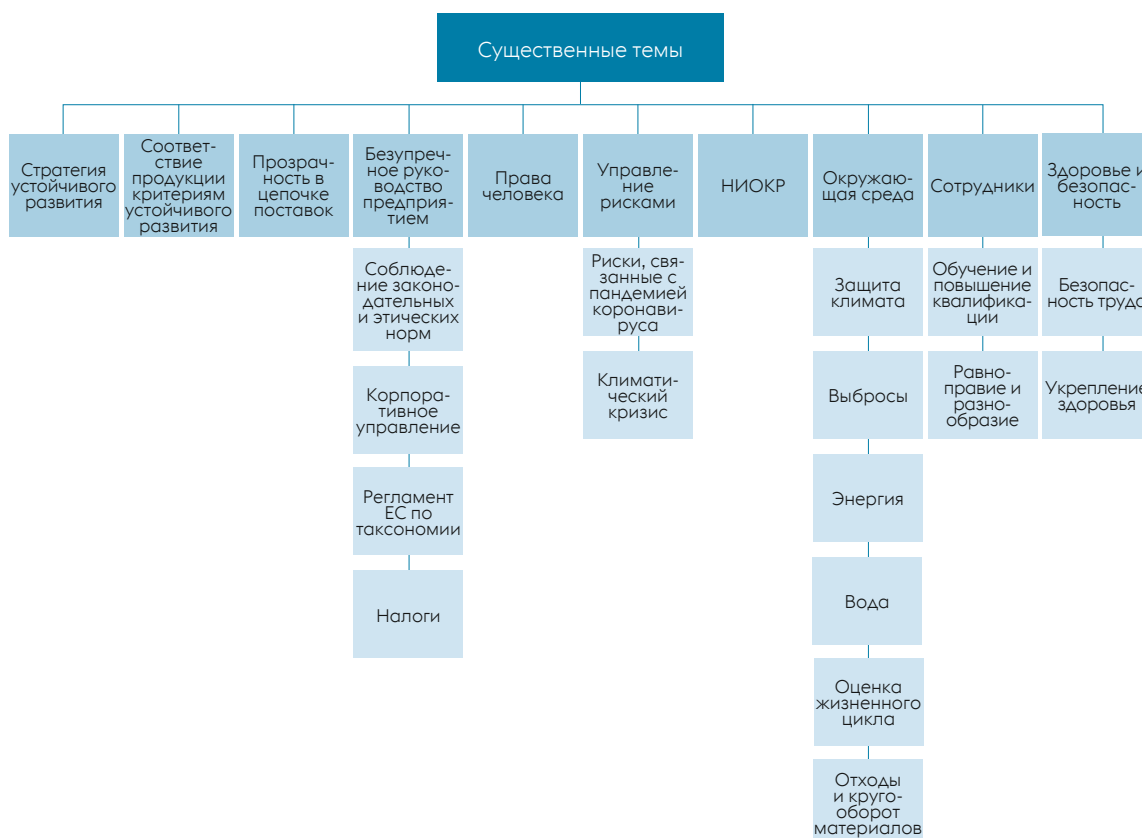 Существенные темы
Стратегия
устойчивого
развития
Соответ-
ствие
продукции
критериям
устойчивого
развития
Прозрач-
ность в
цепочке
поставок
Безупреч-
ное руко-
водство
предприя-
тием
Права
человека
Управле-
ние
рисками
НИОКР
Окружаю-
щая среда
Сотрудники
Здоровье и
безопас-
ность
Соблюде-
ние законо-
дательных
и этических
норм
Корпора-
тивное
управление
Регламент
ЕС по
таксономии
Налоги
Риски, свя-
занные с
пандемией
коронави-
руса
Климати-
ческий
кризис
Защита
климата
Выбросы
Энергия
Вода
Оценка
жизненного
цикла
Отходы
и круго-
оборот
материалов
Обучение и
повышение
квалифика-
ции
Равно-
правие и
разно-
образие
Безопас-
ность труда
Укрепление
здоровья